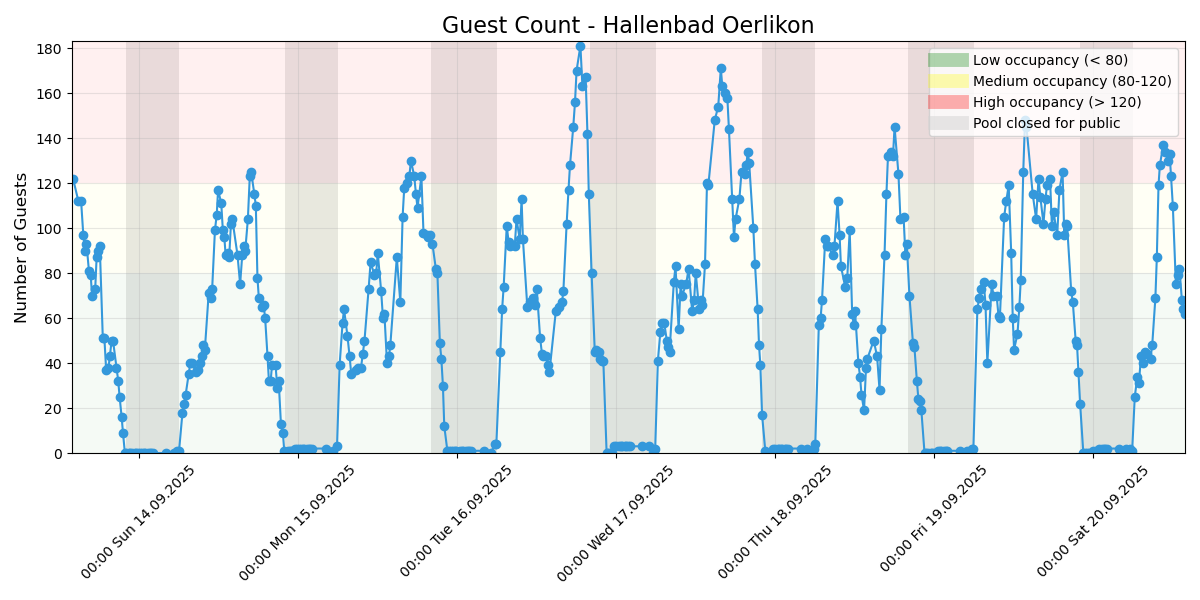 Guest Count - Hallenbad Oerlikon
Number of Guests
180
160
140
120
100
80
60
40
20
0
Low occupancy (< 80)
Medium occupancy (80-120)
High occupancy (> 120)
Pool closed for public
00:00 Sun 14.09.2025
00:00 Mon 15.09.2025
00:00 Tue 16.09.2025
00:00 Wed 17.09.2025
00:00 Thu 18.09.2025
00:00 Fri 19.09.2025
00:00 Sat 20.09.2025